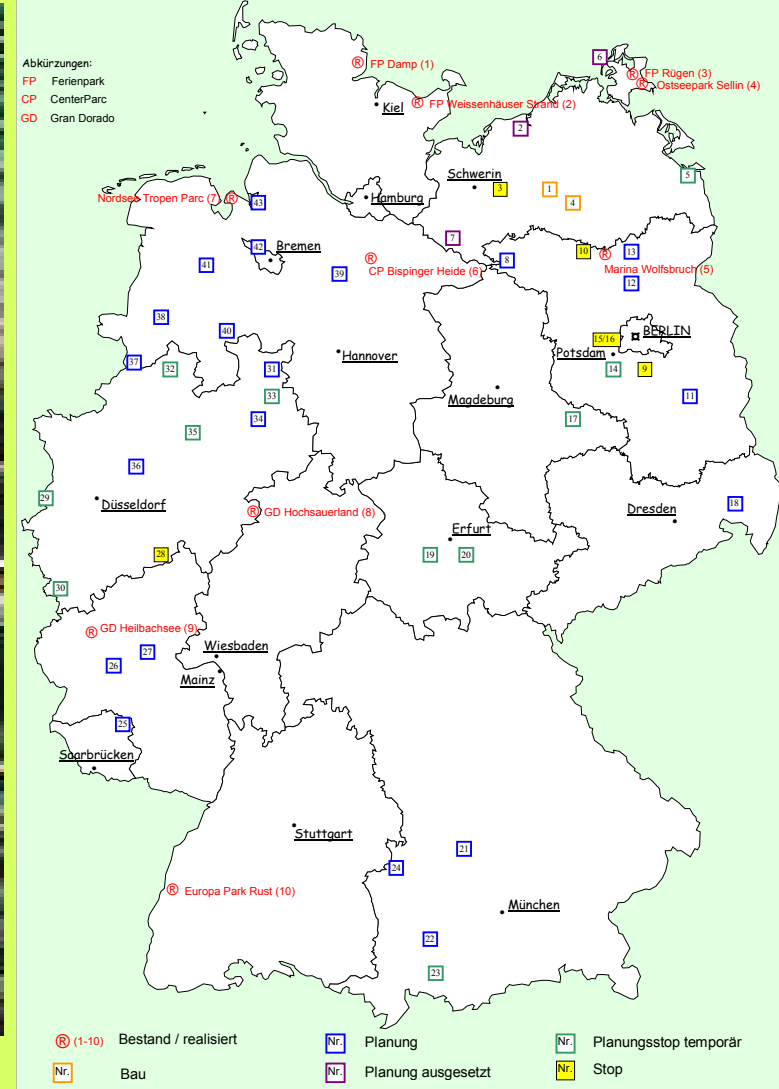 Abkürzungen:
FP Ferienpark
CP CenterParc
GD Gran Dorado
® FP Damp (1)
Kiel
® FP Weissenhäuser Strand (2)
6
® FP Rügen (3)
® Ostseepark Sellin (4)
2
5
Schwerin
3
1
4
Nordsee Tropen Parc (7) ®
43
Hamburg
7
42
Bremen
41
® CP Bispinger Heide (6)
39
8
10
13
® Marina Wolfsbruch (5)
12
38
40
15/16
BERLIN
Hannover
Potsdam
37
32
31
14
9
33
Magdeburg
11
34
17
35
36
29
Düsseldorf
® GD Hochsauerland (8)
18
Dresden
Erfurt
28
19
20
30
® GD Heilbachsee (9)
27
26
Wiesbaden
Mainz
25
Saarbrücken
Stuttgart
21
24
® Europa Park Rust (10)
München
22
23
® (1-10) Bestand / realisiert
Nr. Planung
Nr. Planungsstop temporär
Nr. Bau
Nr. Planung ausgesetzt
Nr. Stop